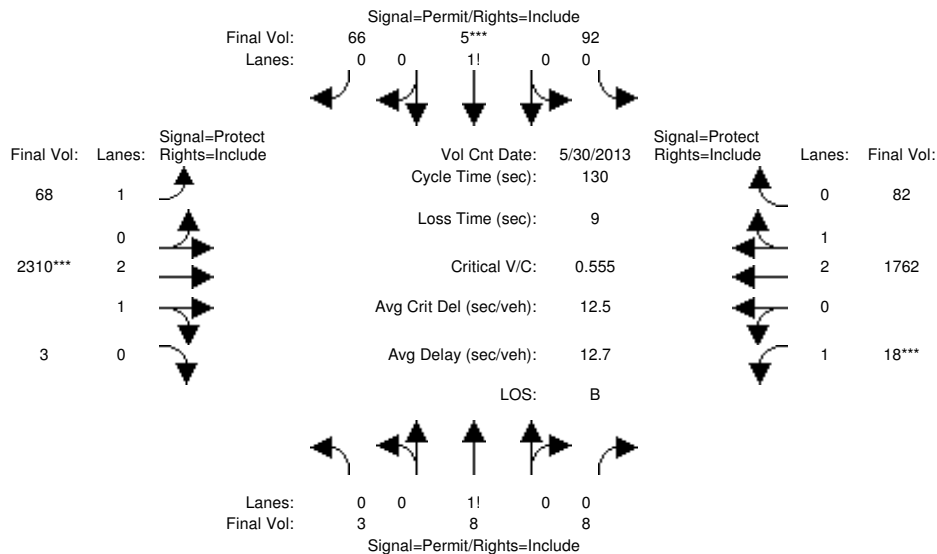 Signal=Permit/Rights=Include
Final Vol: 66 5*** 92
Lanes: 0 0 1! 0 0
Signal=Protect Signal=Protect
Final Vol: Lanes: Rights=Include Vol Cnt Date: 5/30/2013 Rights=Include Lanes: Final Vol:
Cycle Time (sec): 130
68 1 0 82
Loss Time (sec): 9
0 1
2310*** 2 Critical V/C: 0.555 2 1762
1 Avg Crit Del (sec/veh): 12.5 0
3 0 Avg Delay (sec/veh): 12.7 1 18***
LOS: B
Lanes: 0 0 1! 0 0
Final Vol: 3 8 8
Signal=Permit/Rights=Include